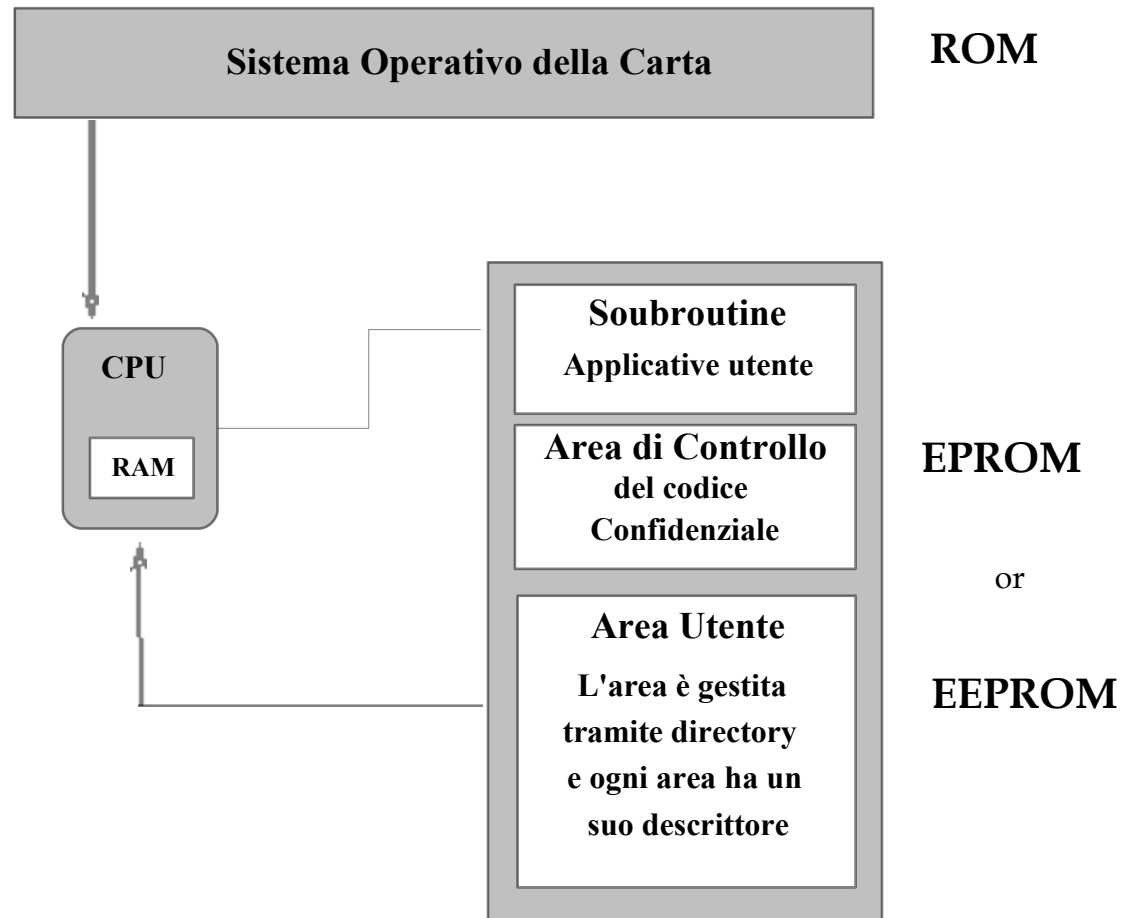 Sistema Operativo della Carta
ROM
CPU
RAM
Soubroutine
Applicative utente
Area di Controllo
del codice
Confidenziale
EPROM
or
EEPROM
Area Utente
L'area è gestita
tramite directory
e ogni area ha un
suo descrittore